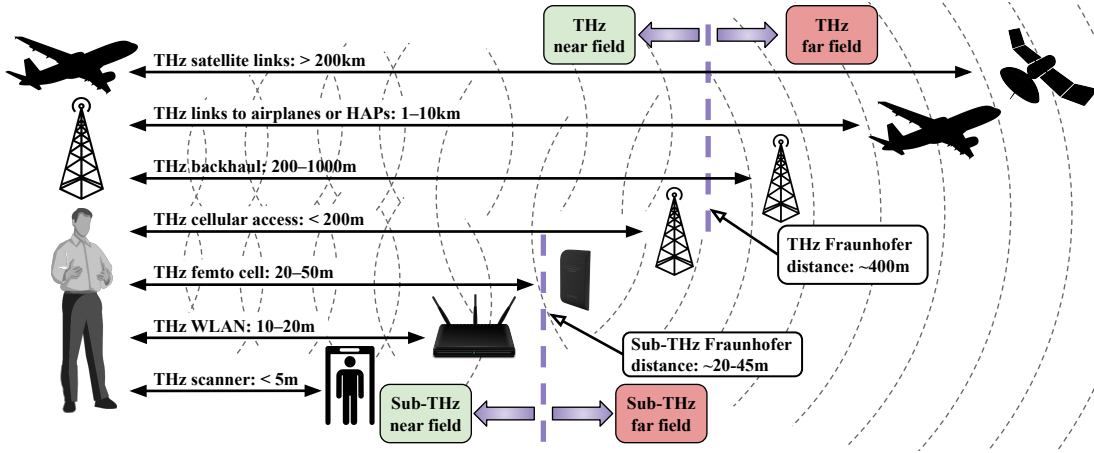 THz
near field
THz
far field
THz satellite links: > 200km
THz links to airplanes or HAPs: 1–10km
THz backhaul: 200–1000m
THz cellular access: < 200m
THz Fraunhofer
distance: ~400m
THz femto cell: 20–50m
THz WLAN: 10–20m
Sub-THz Fraunhofer
distance: ~20-45m
THz scanner: < 5m
Sub-THz
near field
Sub-THz
far field